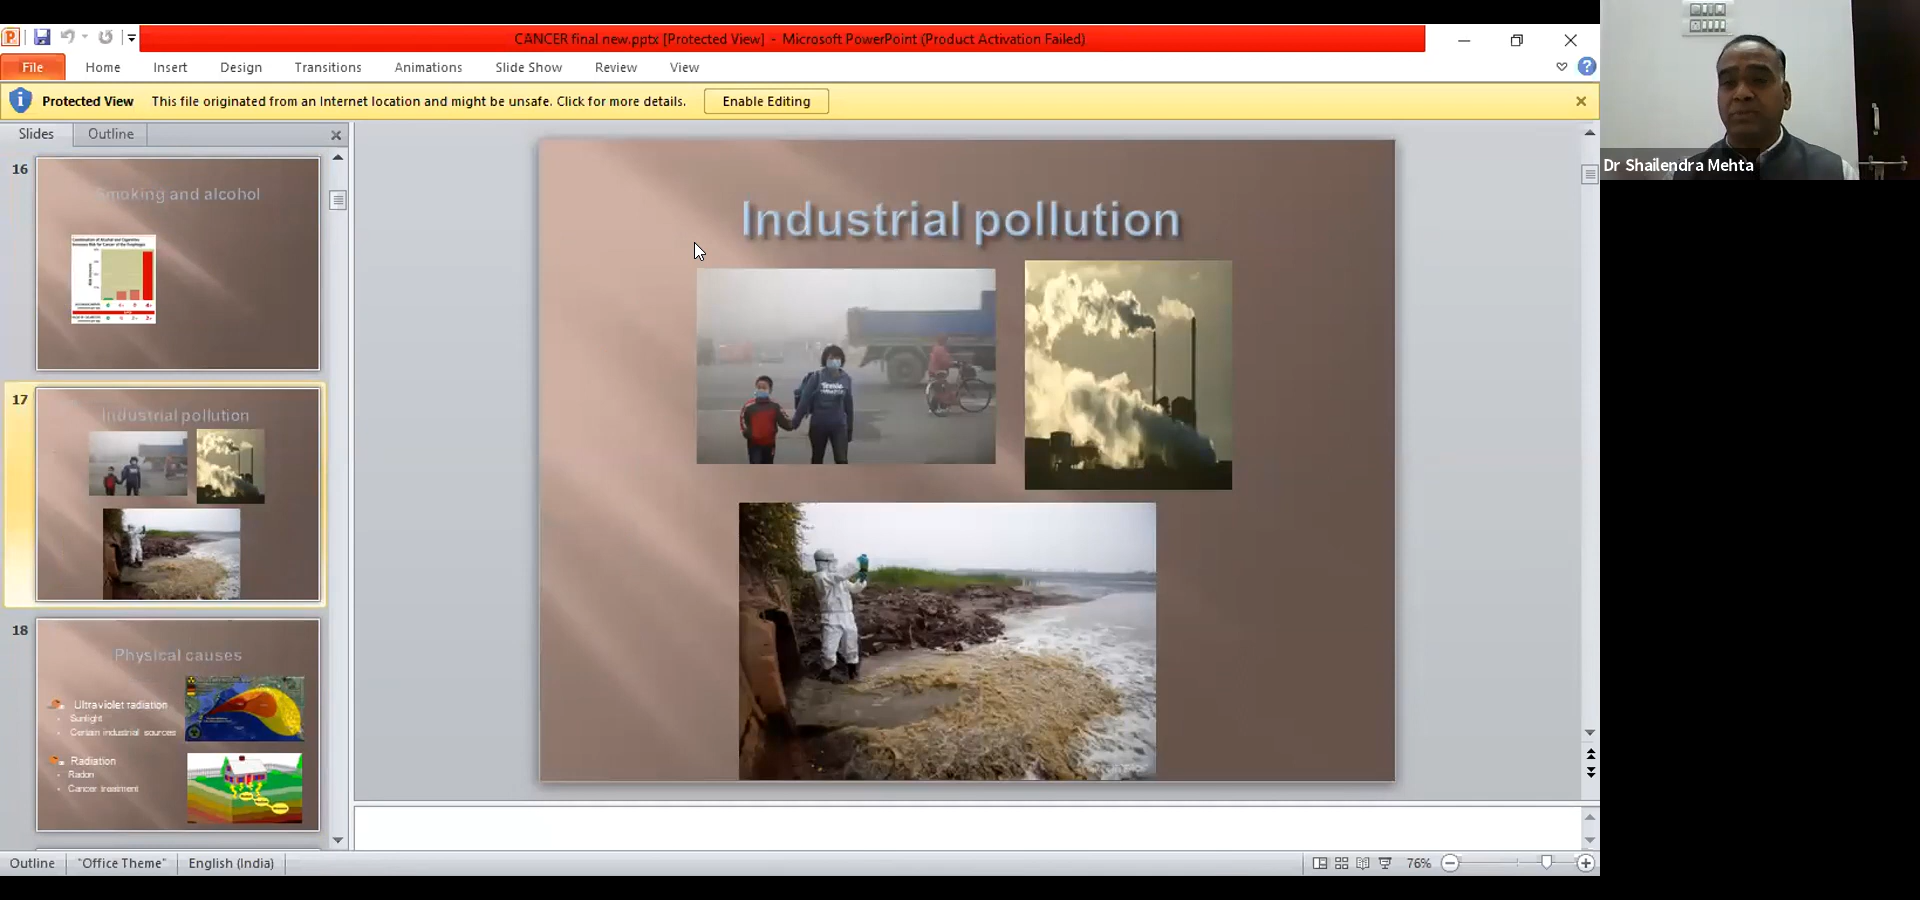 CANCER final new.pptx [Protected View] - Microsoft PowerPoint (Product Activation Failed)
File Home Insert Design Transitions Animations Slide Show Review View
Protected View This file originated from an Internet location and might be unsafe. Click for more details. Enable Editing
Slides Outline
16
Smoking and alcohol
17
Industrial pollution
18
Physical causes
Ultraviolet radiation
Sunlight
Certain industrial sources
Radiation
Radon
Cancer treatment
Industrial pollution
Dr Shailendra Mehta
Outline "Office Theme" English (India) 76%